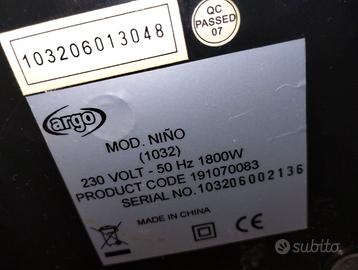 103206013048
QC
PASSED
07
argo
MOD. NIÑO
(1032)
230 VOLT - 50 Hz 1800W
PRODUCT CODE 191070083
SERIAL NO. 103206002136
MADE IN CHINA
CE
subito